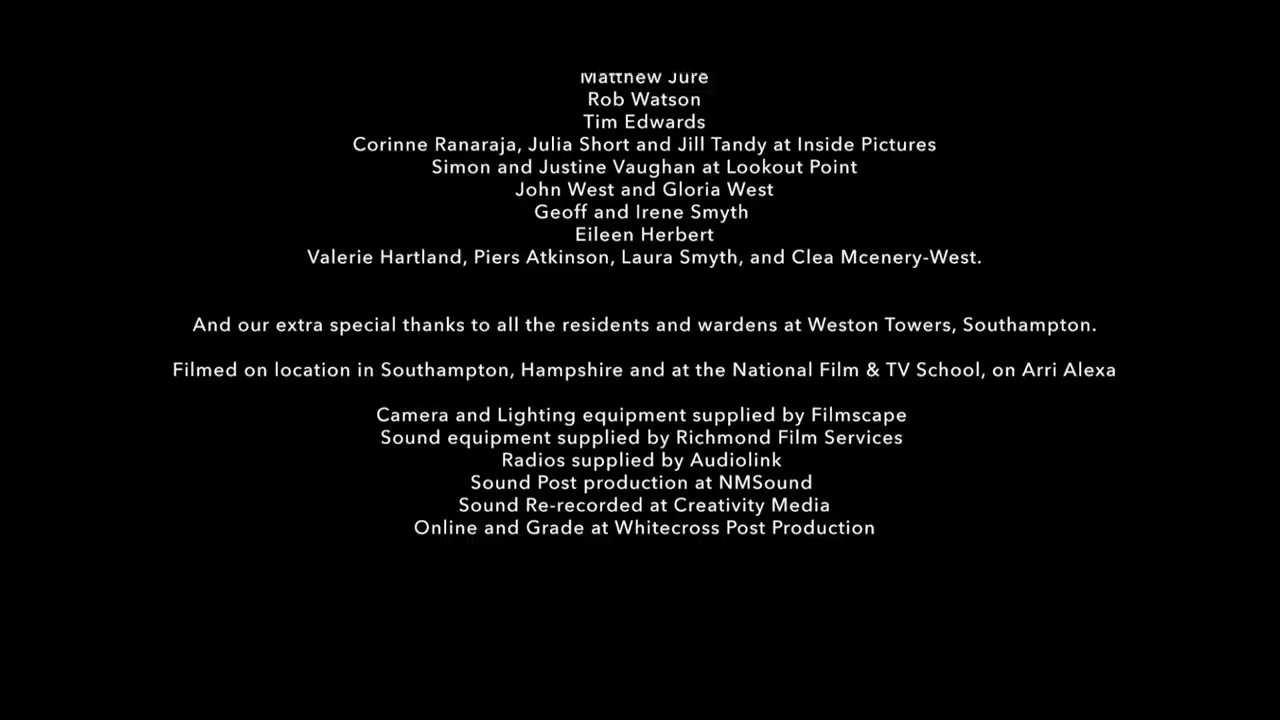 Matthew Jure
Rob Watson
Tim Edwards
Corinne Ranaraja, Julia Short and Jill Tandy at Inside Pictures
Simon and Justine Vaughan at Lookout Point
John West and Gloria West
Geoff and Irene Smyth
Eileen Herbert
Valerie Hartland, Piers Atkinson, Laura Smyth, and Clea Mcenery-West.
And our extra special thanks to all the residents and wardens at Weston Towers, Southampton.
Filmed on location in Southampton, Hampshire and at the National Film & TV School, on Arri Alexa
Camera and Lighting equipment supplied by Filmscape
Sound equipment supplied by Richmond Film Services
Radios supplied by Audiolink
Sound Post production at NMSound
Sound Re-recorded at Creativity Media
Online and Grade at Whitecross Post Production